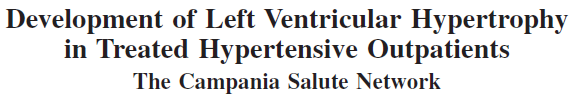 Development of Left Ventricular Hypertrophy
in Treated Hypertensive Outpatients
The Campania Salute Network